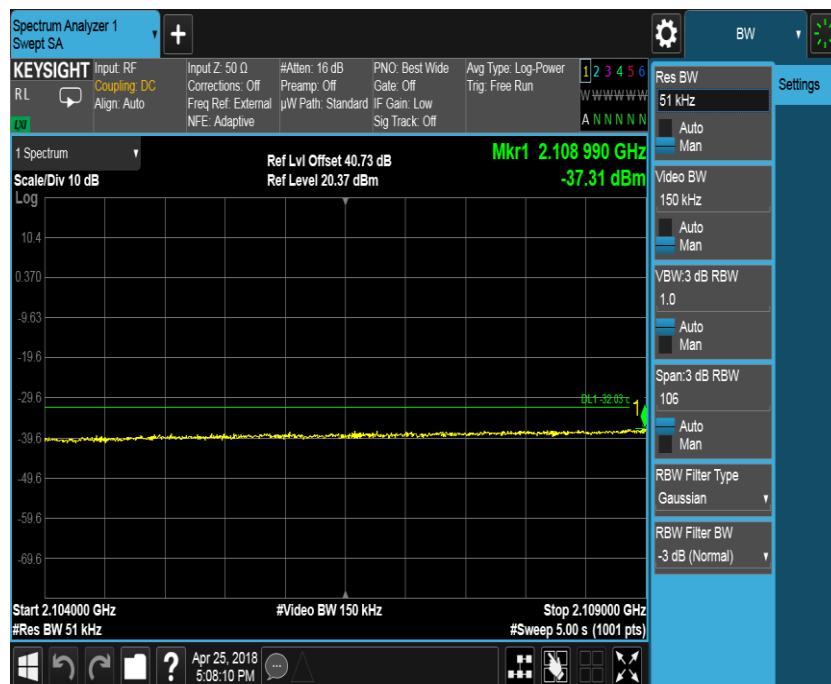 Spectrum Analyzer 1
Swept SA
+
BW
KEYSIGHT
RL
LXI
Input: RF
Coupling: DC
Align: Auto
Input Z: 50 Ω
Corrections: Off
Freq Ref: External
NFE: Adaptive
#Atten: 16 dB
Preamp: Off
µW Path: Standard
PNO: Best Wide
Gate: Off
IF Gain: Low
Sig Track: Off
Avg Type: Log-Power
Trig: Free Run
1 2 3 4 5 6
W W W W W W
A N N N N N
1 Spectrum
Scale/Div 10 dB
Ref Lvl Offset 40.73 dB
Ref Level 20.37 dBm
Mkr1 2.108 990 GHz
-37.31 dBm
Log
10.4
0.370
-9.63
-19.6
-29.6
-39.6
-49.6
-59.6
-69.6
DL1 -32.03
1
Start 2.104000 GHz
#Res BW 51 kHz
#Video BW 150 kHz
Stop 2.109000 GHz
#Sweep 5.00 s (1001 pts)
Res BW
51 kHz
Auto
Man
Video BW
150 kHz
Auto
Man
VBW:3 dB RBW
1.0
Auto
Man
Span:3 dB RBW
106
Auto
Man
RBW Filter Type
Gaussian
RBW Filter BW
-3 dB (Normal)
Settings
?
Apr 25, 2018
5:08:10 PM